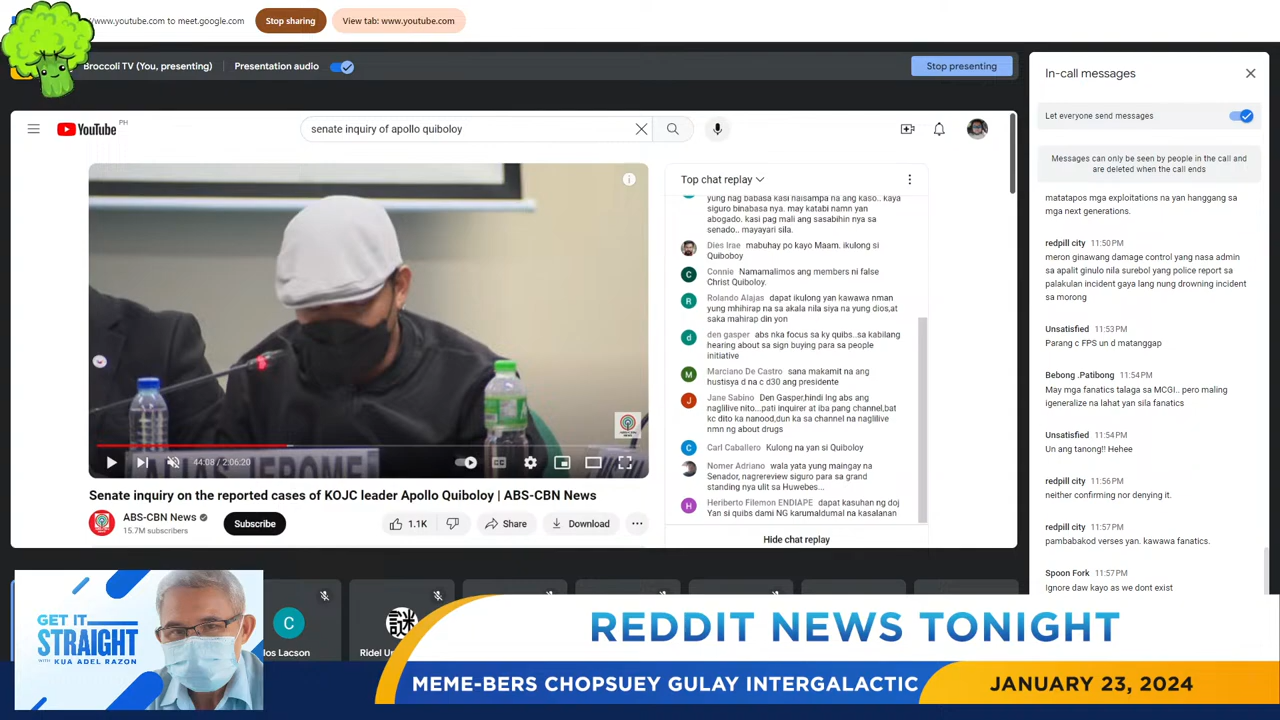 /www.youtube.com to meet.google.com
Stop sharing
View tab: www.youtube.com
Broccoli TV (You, presenting)
Presentation audio
Stop presenting
YouTube PH
senate inquiry of apollo quiboloy
Top chat replay
yung nag babasa kasi naisampa na ang kaso.. kaya
siguro binabasa nya. may katabi namn yan
abogado. kasi pag mali ang sasabihin nya sa
senado.. mayayari sila.
Dies Irae mabuhay po kayo Maam. ikulong si
Quiboboy
Connie Namamalimos ang members ni false
Christ Quiboloy.
Rolando Alajas dapat ikulong yan kawawa nman
yung mhihirap na sa akala nila siya na yung dios,at
saka mahirap din yon
den gasper abs nka focus sa ky quibs..sa kabilang
hearing about sa sign buying para sa people
initiative
Marciano De Castro sana makamit na ang
hustisya d na c d30 ang presidente
Jane Sabino Den Gasper,hindi lng abs ang
naglilive nito...pati inquirer at iba pang channel,bat
kc dito ka nanood,dun ka sa channel na naglilive
nmn ng about drugs
Carl Caballero Kulong na yan si Quiboloy
Nomer Adriano wala yata yung maingay na
Senador, nagrereview siguro para sa grand
standing nya ulit sa Huwebes...
Heriberto Filemon ENDIAPE dapat kasuhan ng doj
Yan si quibs dami NG karumaldumal na kasalanan
Hide chat replay
JEROME
44:08 / 2:06:20
Senate inquiry on the reported cases of KOJC leader Apollo Quiboloy | ABS-CBN News
ABS-CBN News
15.7M subscribers
Subscribe
1.1K
Share
Download
In-call messages
Let everyone send messages
Messages can only be seen by people in the call and
are deleted when the call ends
matatapos mga exploitations na yan hanggang sa
mga next generations.
redpill city 11:50 PM
meron ginawang damage control yang nasa admin
sa apalit ginulo nila surebol yang police report sa
palakulan incident gaya lang nung drowning incident
sa morong
Unsatisfied 11:53 PM
Parang c FPS un d matanggap
Bebong .Patibong 11:54 PM
May mga fanatics talaga sa MCGI.. pero maling
igeneralize na lahat yan sila fanatics
Unsatisfied 11:54 PM
Un ang tanong!! Hehee
redpill city 11:56 PM
neither confirming nor denying it.
redpill city 11:57 PM
pambabakod verses yan. kawawa fanatics.
Spoon Fork 11:57 PM
Ignore daw kayo as we dont exist
C
los Lacson
Ridel
GET IT
STRAIGHT
WITH KUA ADEL RAZON
REDDIT NEWS TONIGHT
MEME-BERS CHOPSUEY GULAY INTERGALACTIC
JANUARY 23, 2024